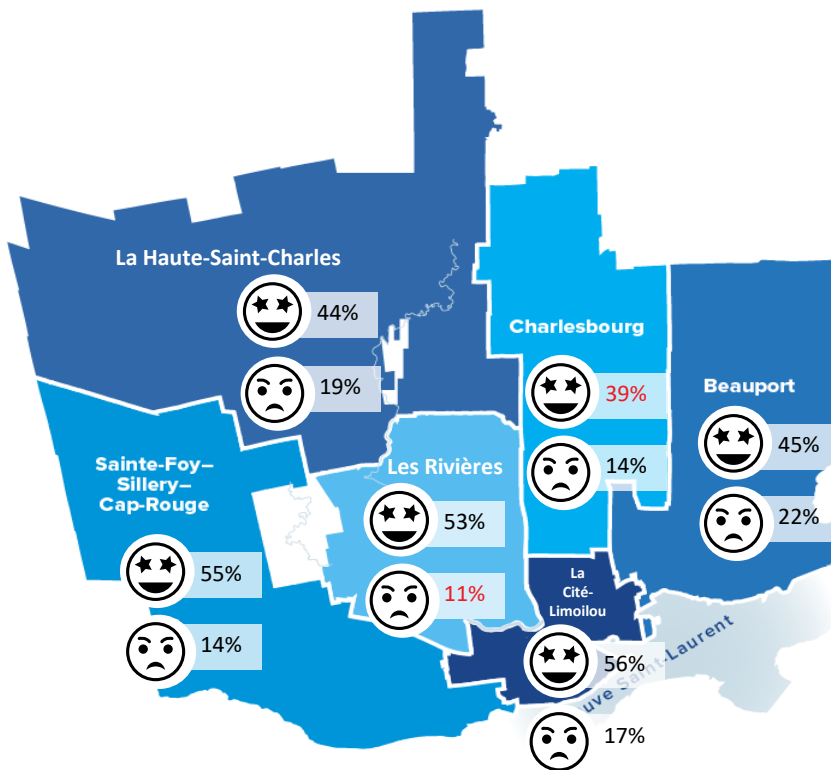 La Haute-Saint-Charles
44%
19%
Charlesbourg
39%
14%
Beauport
45%
22%
Sainte-Foy–
Sillery–
Cap-Rouge
55%
14%
Les Rivières
53%
11%
La
Cité-
Limoilou
56%
17%
uve Saint-Laurent